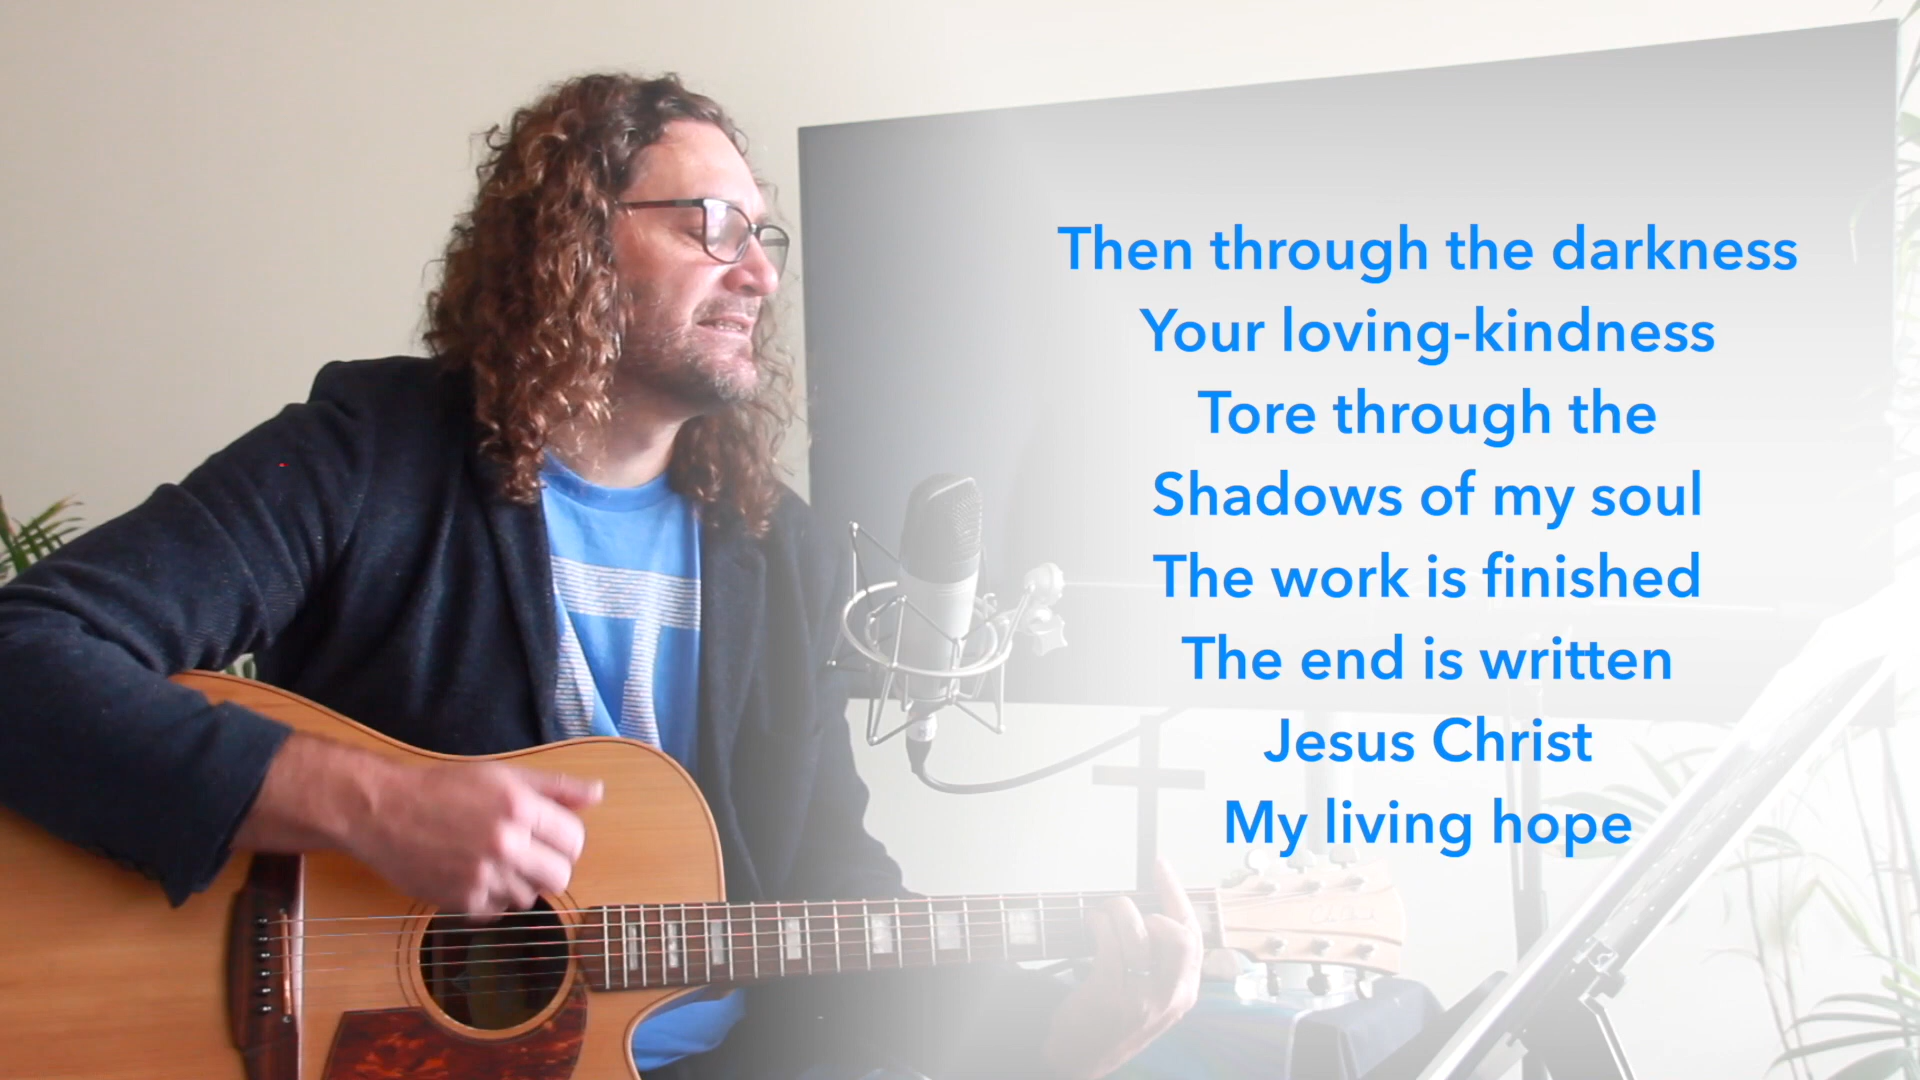 Then through the darkness
Your loving-kindness
Tore through the
Shadows of my soul
The work is finished
The end is written
Jesus Christ
My living hope